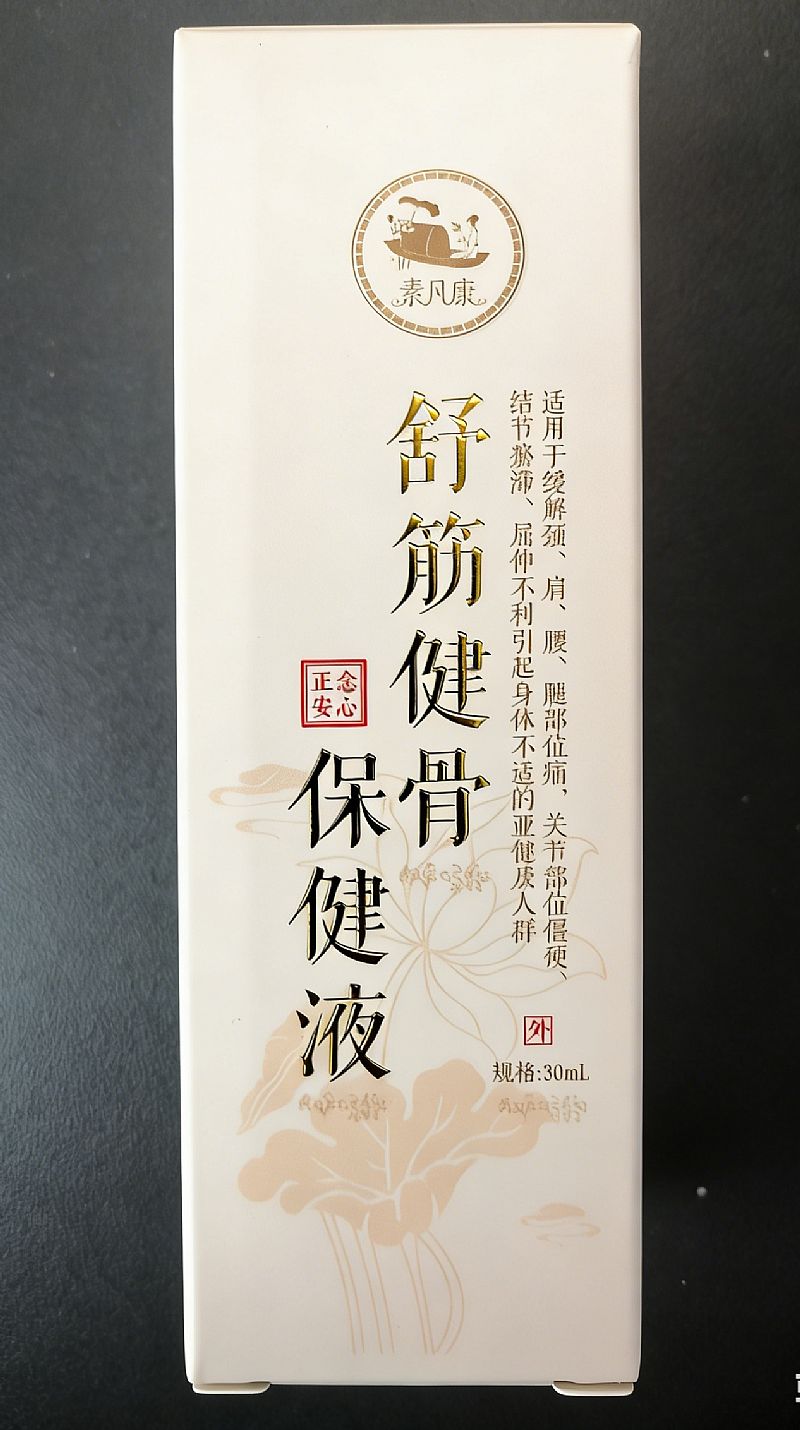 素凡康
适用于缓解颈、肩、腰、腿部位痛，关节部位僵硬、
结节瘀滞、屈伸不利引起身体不适的亚健康人群
舒筋健骨
保健液
正念
安心
外
规格:30mL